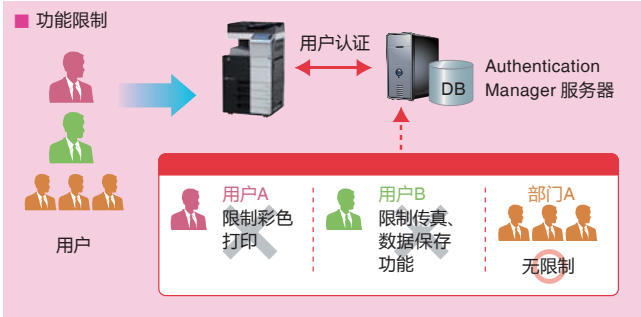 ■ 功能限制
用户认证
Authentication
Manager 服务器
DB
用户
用户A
限制彩色
打印
用户B
限制传真、
数据保存
功能
部门A
无限制